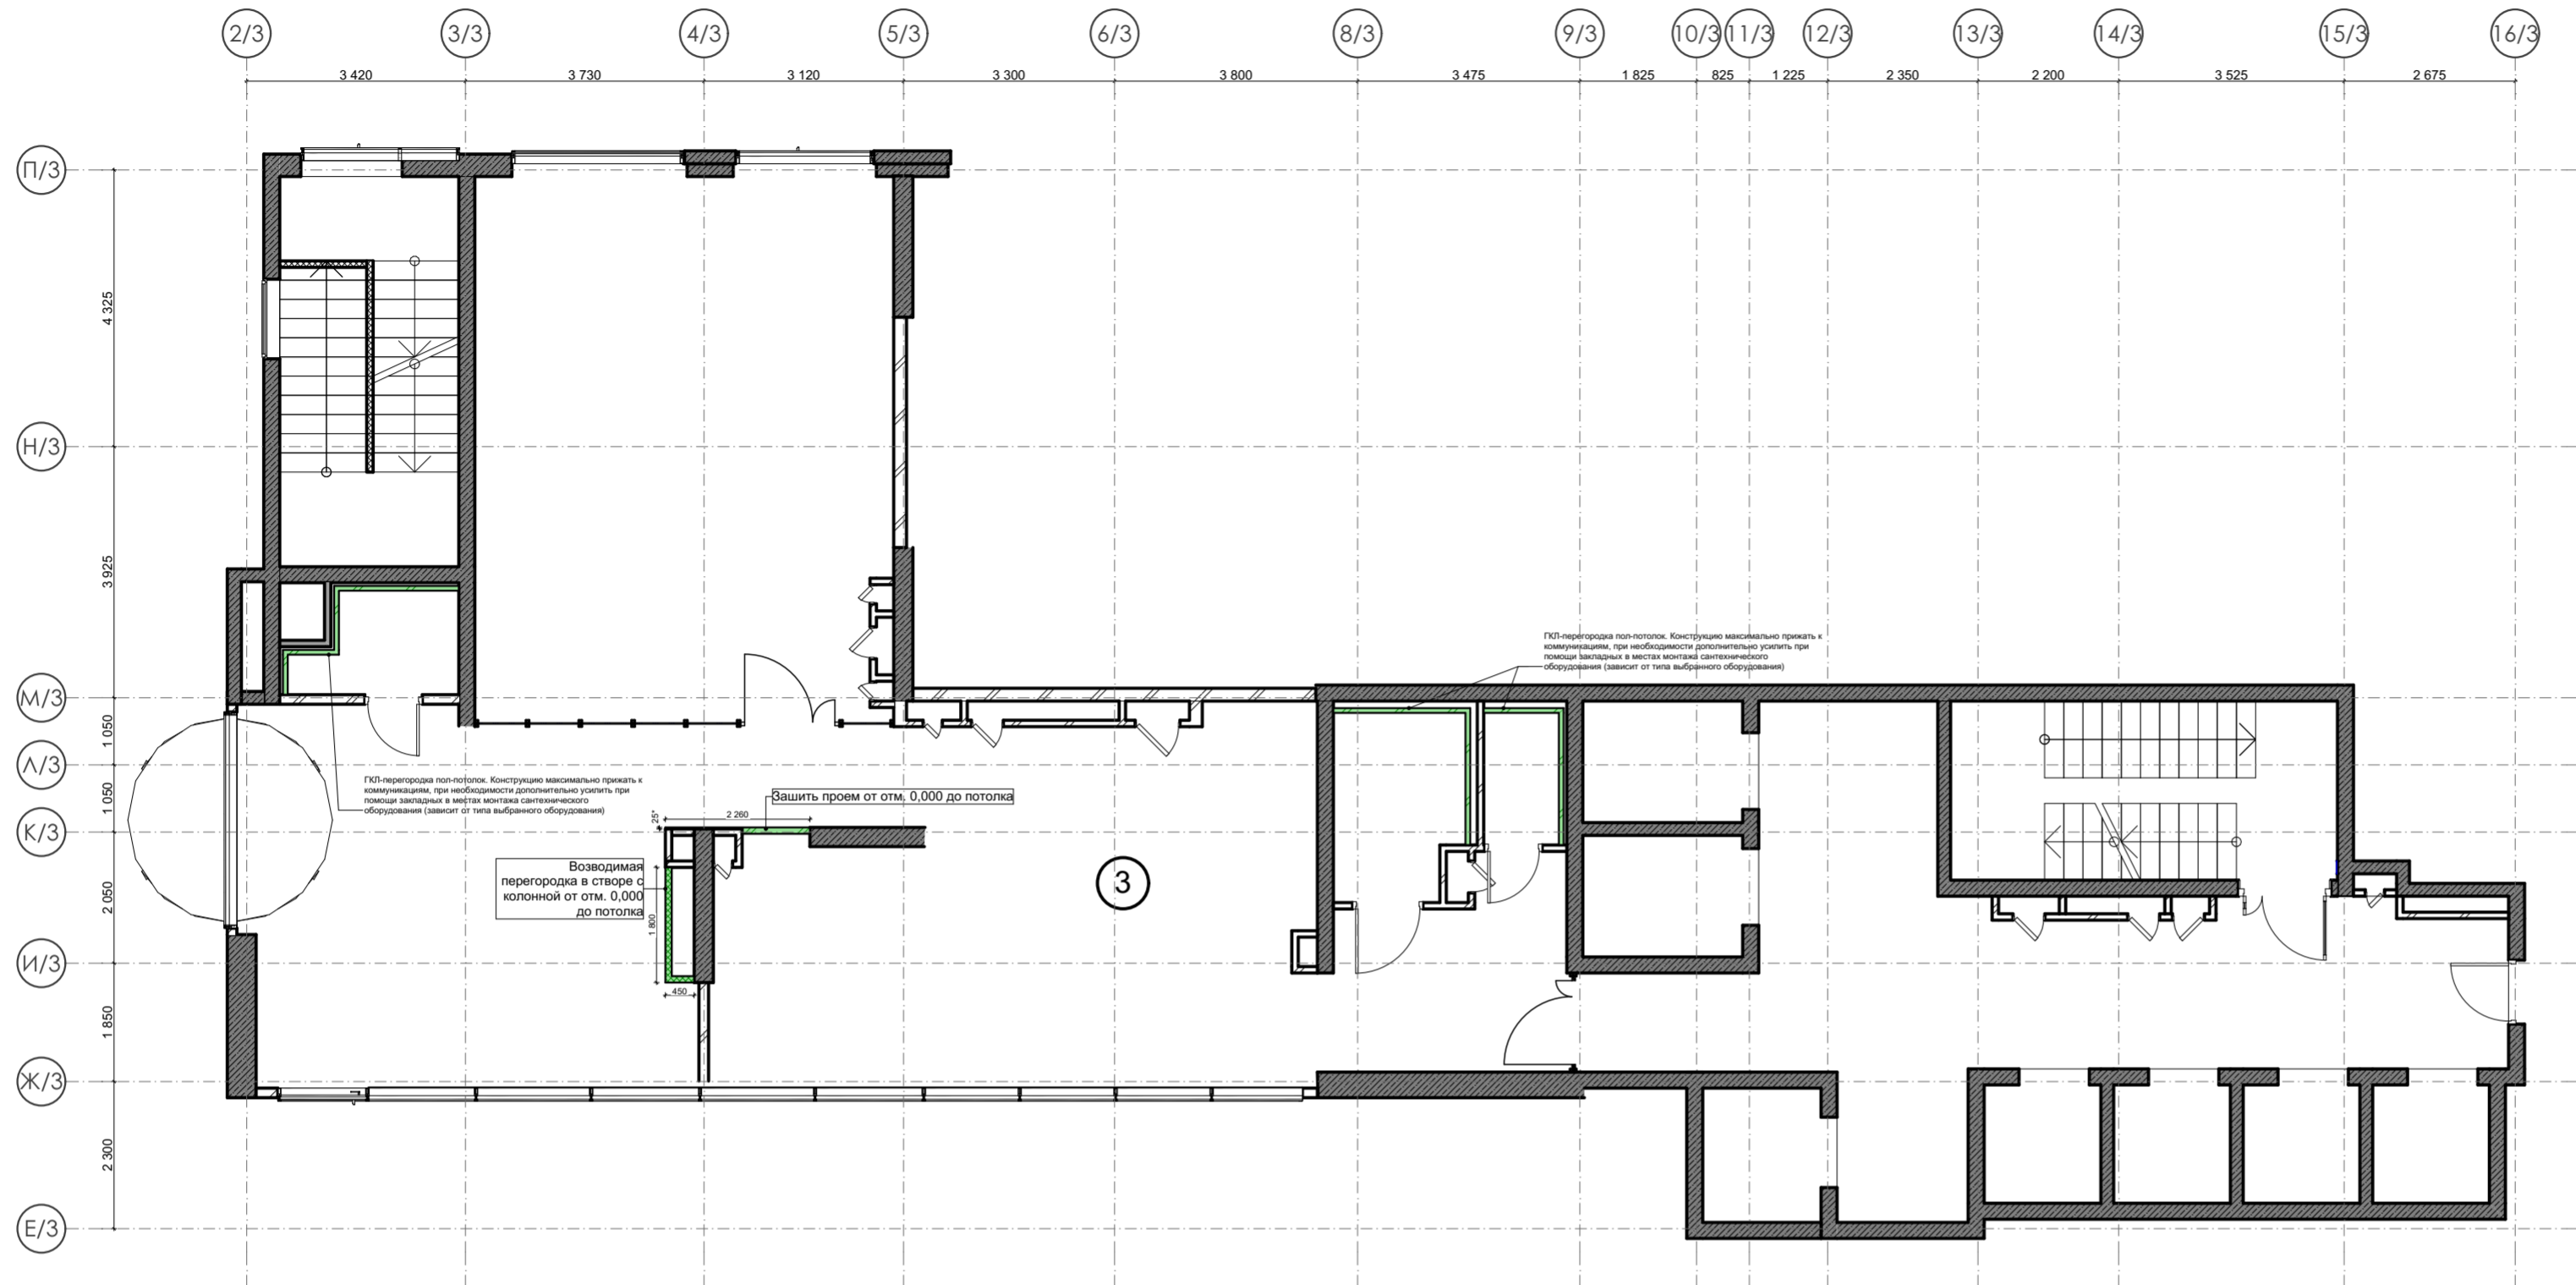 2/3 3/3 4/3 5/3 6/3 8/3 9/3 10/3 11/3 12/3 13/3 14/3 15/3 16/3
3 420 3 730 3 120 3 300 3 800 3 475 1 825 825 1 225 2 350 2 200 3 525 2 675
П/3
4 325
Н/3
3 925
ГКЛ-перегородка пол-потолок. Конструкцию максимально прижать к
коммуникациям, при необходимости дополнительно усилить при
помощи закладных в местах монтажа сантехнического
оборудования (зависит от типа выбранного оборудования)
М/3
1 050
Л/3
ГКЛ-перегородка пол-потолок. Конструкцию максимально прижать к
коммуникациям, при необходимости дополнительно усилить при
помощи закладных в местах монтажа сантехнического
оборудования (зависит от типа выбранного оборудования)
Зашить проем от отм. 0,000 до потолка
1 050
2 260
25*
К/3
Возводимая
перегородка в створе с
колонной от отм. 0,000
до потолка
3
2 050
1 800
И/3
450
1 850
Ж/3
2 300
Е/3